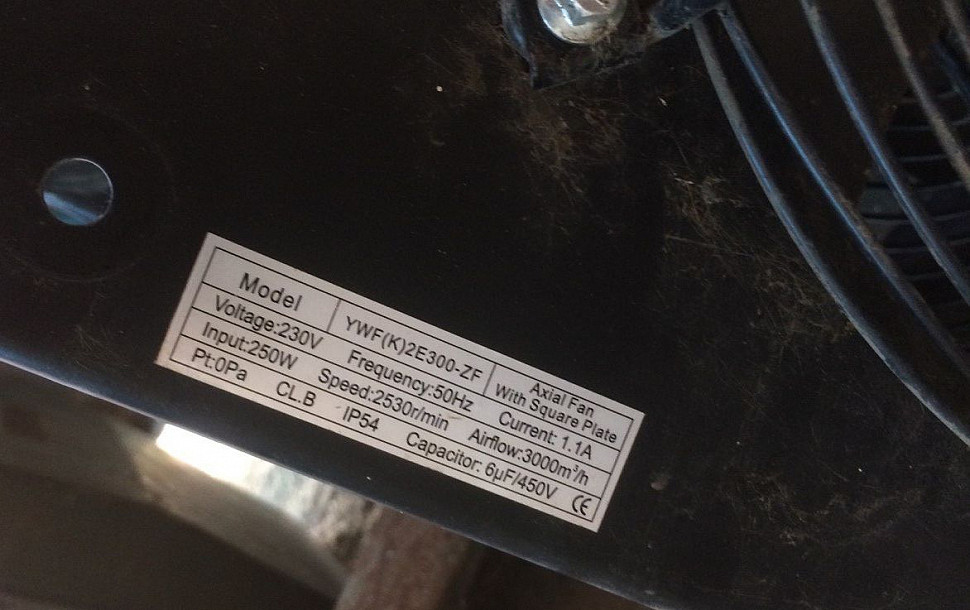 Model YWF(K)2E300-ZF Axial Fan With Square Plate
Voltage:230V Frequency:50Hz Current: 1.1A
Input:250W Speed:2530r/min Airflow:3000m³/h
Pt:0Pa CL.B IP54 Capacitor: 6μF/450V CE